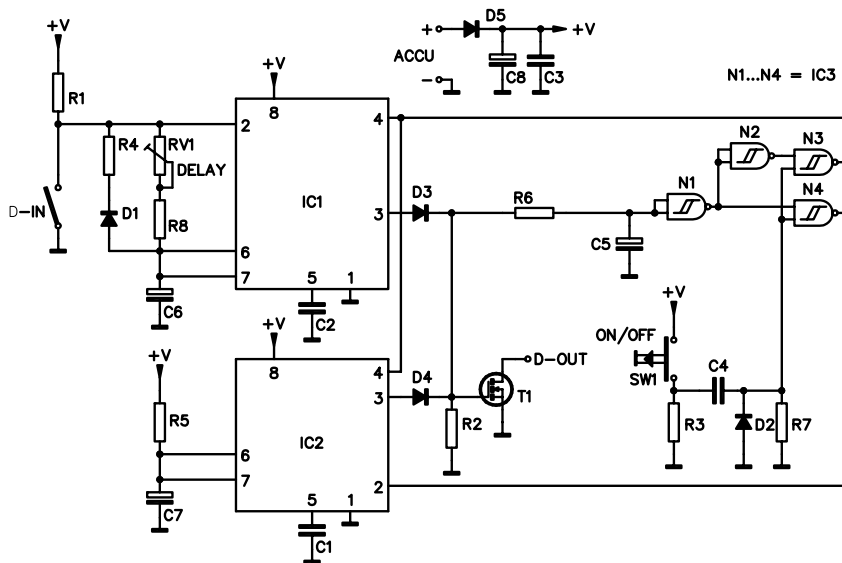 +V
D5
+
ACCU
+V
-
C8
C3
N1...N4 = IC3
+V
R1
8
2
4
N2
N3
R4
RV1
DELAY
N1
N4
D-IN
D1
R8
IC1
3
D3
R6
C5
6
7
5
1
C6
C2
+V
+V
+V
8
4
D-OUT
ON/OFF
SW1
C4
3
D4
T1
R5
IC2
R2
R3
D2
R7
6
7
2
5
1
C7
C1